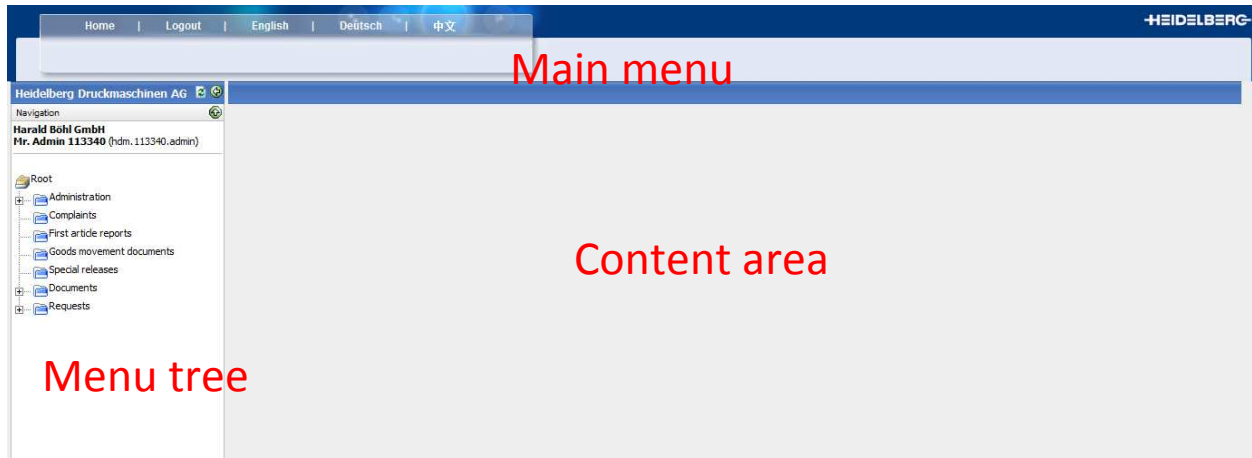 Home | Logout | English | Deutsch | 中文
HEIDELBERG
Main menu
Heidelberg Druckmaschinen AG
Navigation
Harald Böhl GmbH
Mr. Admin 113340 (hdm.113340.admin)
Root
Administration
Complaints
First article reports
Goods movement documents
Special releases
Documents
Requests
Content area
Menu tree